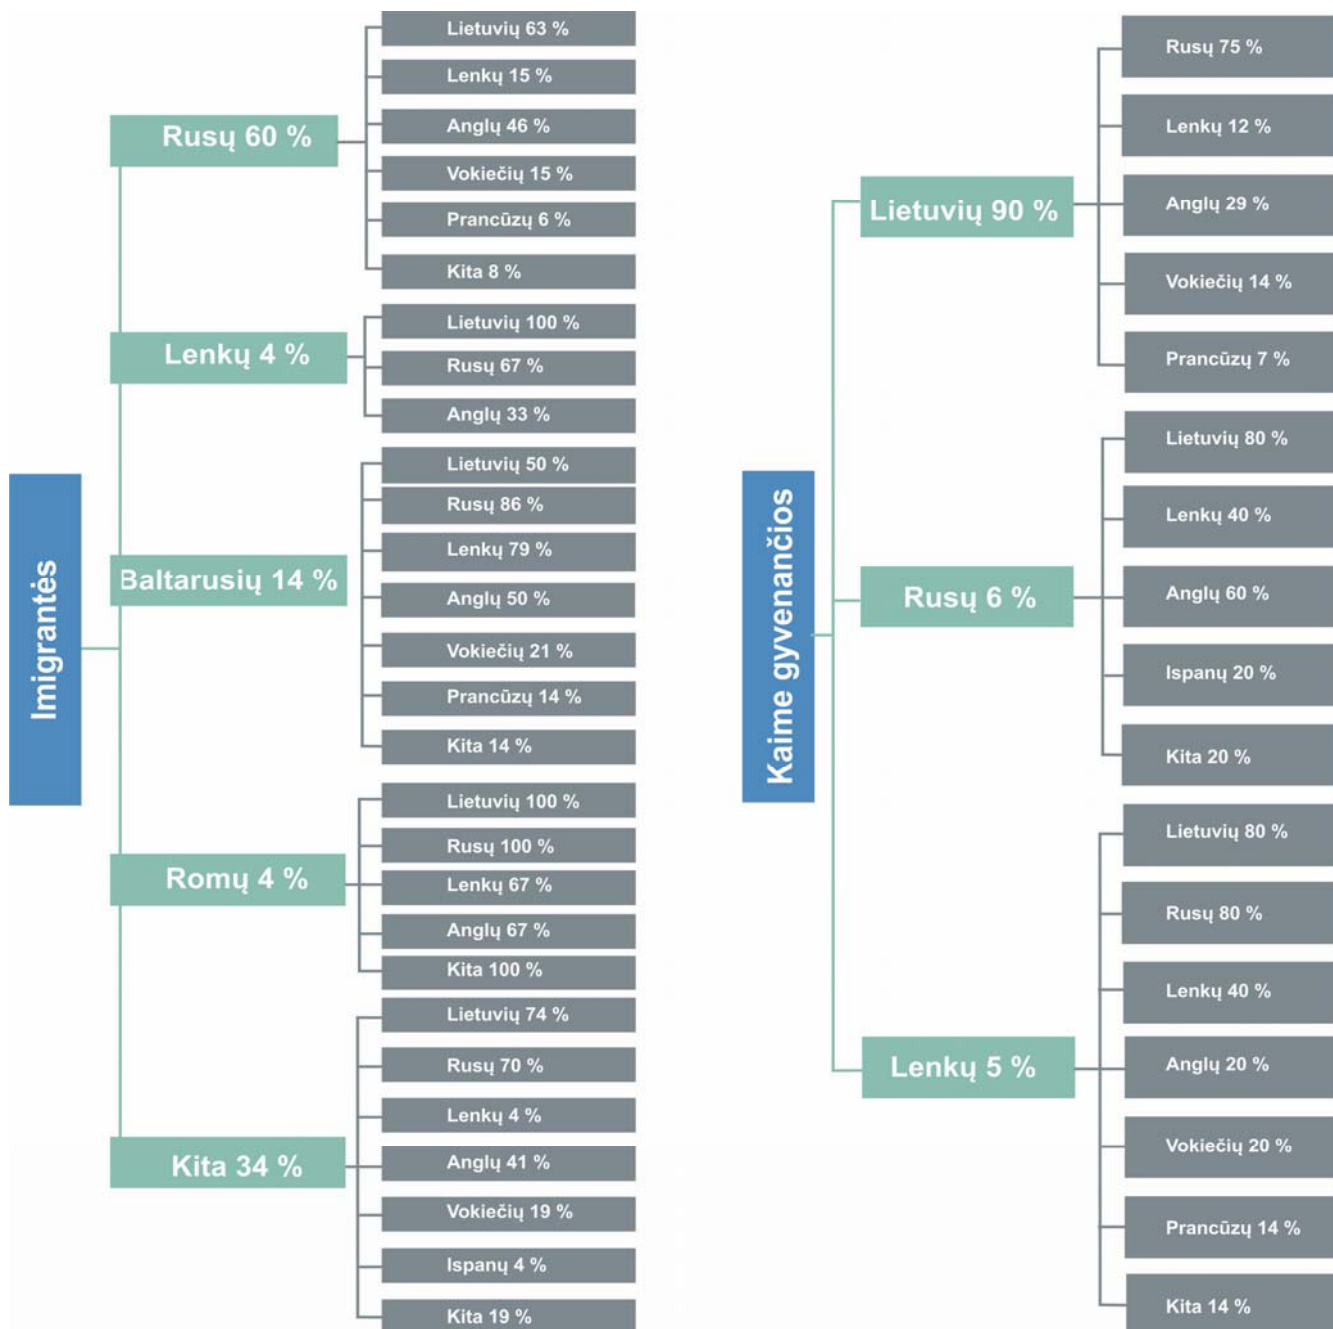 Imigrantės
Rusų 60 %
Lietuvių 63 %
Lenkų 15 %
Anglų 46 %
Vokiečių 15 %
Prancūzų 6 %
Kita 8 %
Lenkų 4 %
Lietuvių 100 %
Rusų 67 %
Anglų 33 %
Baltarusių 14 %
Lietuvių 50 %
Rusų 86 %
Lenkų 79 %
Anglų 50 %
Vokiečių 21 %
Prancūzų 14 %
Kita 14 %
Romų 4 %
Lietuvių 100 %
Rusų 100 %
Lenkų 67 %
Anglų 67 %
Kita 100 %
Kita 34 %
Lietuvių 74 %
Rusų 70 %
Lenkų 4 %
Anglų 41 %
Vokiečių 19 %
Ispanų 4 %
Kita 19 %
Kaime gyvenančios
Lietuvių 90 %
Rusų 75 %
Lenkų 12 %
Anglų 29 %
Vokiečių 14 %
Prancūzų 7 %
Rusų 6 %
Lietuvių 80 %
Lenkų 40 %
Anglų 60 %
Ispanų 20 %
Kita 20 %
Lenkų 5 %
Lietuvių 80 %
Rusų 80 %
Lenkų 40 %
Anglų 20 %
Vokiečių 20 %
Prancūzų 14 %
Kita 14 %